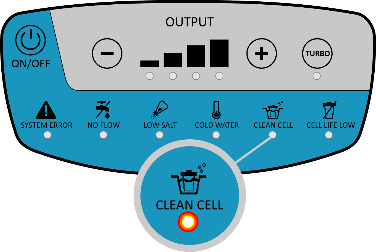 OUTPUT
ON/OFF
TURBO
SYSTEM ERROR
NO FLOW
LOW SALT
COLD WATER
CLEAN CELL
CELL LIFE LOW
CLEAN CELL